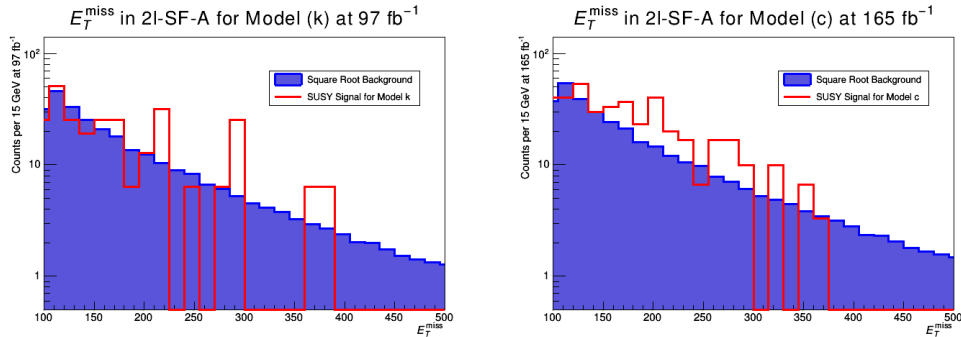 E_T^miss in 2l-SF-A for Model (k) at 97 fb⁻¹
Counts per 15 GeV at 97 fb⁻¹
10²
10
1
Square Root Background
SUSY Signal for Model k
100 150 200 250 300 350 400 450 500
E_T^miss
E_T^miss in 2l-SF-A for Model (c) at 165 fb⁻¹
Counts per 15 GeV at 165 fb⁻¹
10²
10
1
Square Root Background
SUSY Signal for Model c
100 150 200 250 300 350 400 450 500
E_T^miss